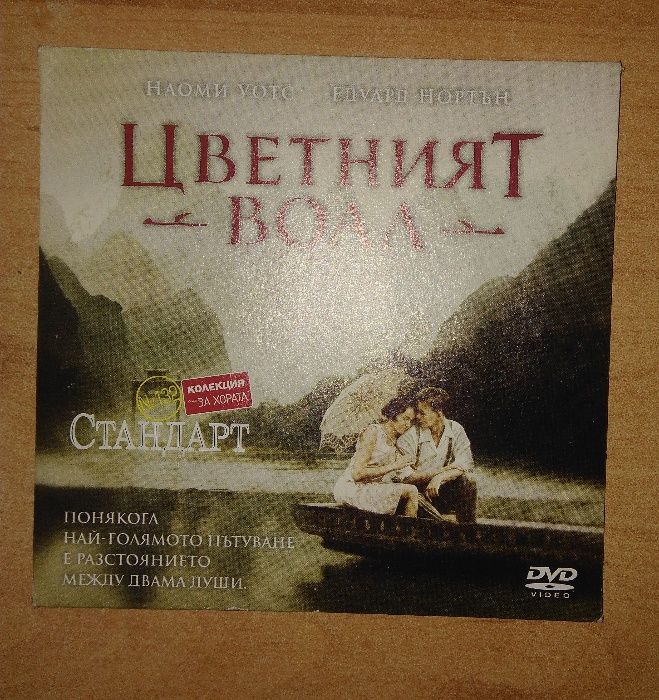 НАОМИ УОТС ЕДУАРД НОРТЪН
ЦВЕТНИЯТ
ВОАЛ
КОЛЕКЦИЯ
ЗА ХОРАТА
СТАНДАРТ
ПОНЯКОГА
НАЙ-ГОЛЯМОТО ПЪТУВАНЕ
Е РАЗСТОЯНИЕТО
МЕЖДУ ДВАМА ДУШИ.
DVD
VIDEO